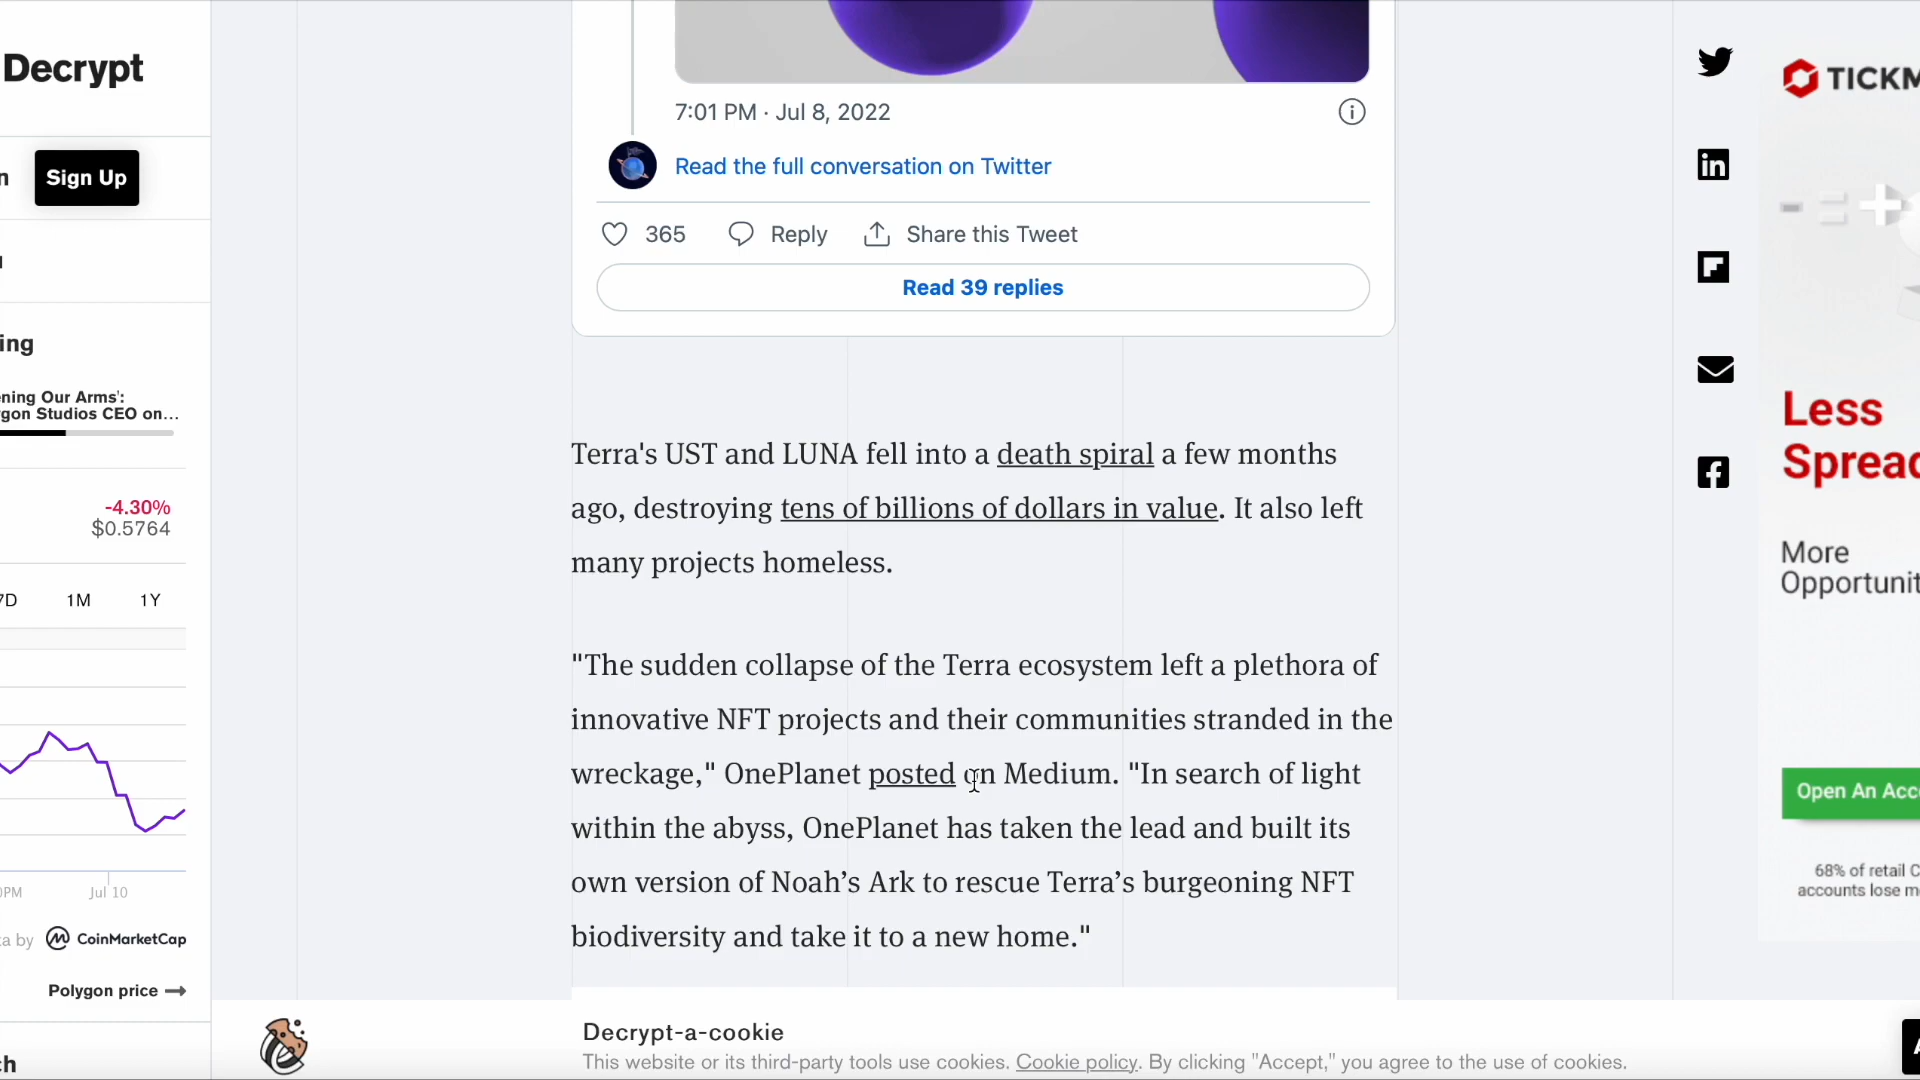 Decrypt
n
Sign Up
ing
ning Our Arms':
gon Studios CEO on...
-4.30%
$0.5764
7D 1M 1Y
0PM Jul 10
a by CoinMarketCap
Polygon price →
h
7:01 PM · Jul 8, 2022
Read the full conversation on Twitter
365 Reply Share this Tweet
Read 39 replies
Terra's UST and LUNA fell into a death spiral a few months
ago, destroying tens of billions of dollars in value. It also left
many projects homeless.
"The sudden collapse of the Terra ecosystem left a plethora of
innovative NFT projects and their communities stranded in the
wreckage," OnePlanet posted on Medium. "In search of light
within the abyss, OnePlanet has taken the lead and built its
own version of Noah’s Ark to rescue Terra’s burgeoning NFT
biodiversity and take it to a new home."
Decrypt-a-cookie
This website or its third-party tools use cookies. Cookie policy. By clicking "Accept," you agree to the use of cookies.
A
TICKM
Less
Spread
More
Opportunit
Open An Acc
68% of retail C
accounts lose m